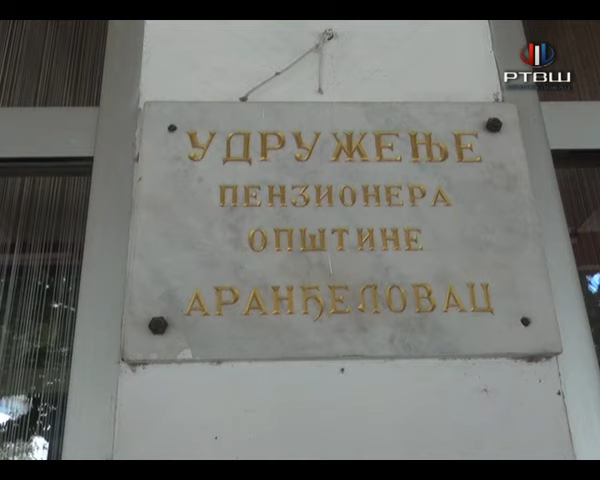 РТВШ
УДРУЖЕЊЕ
ПЕНЗИОНЕРА
ОПШТИНЕ
АРАНЂЕЛОВАЦ